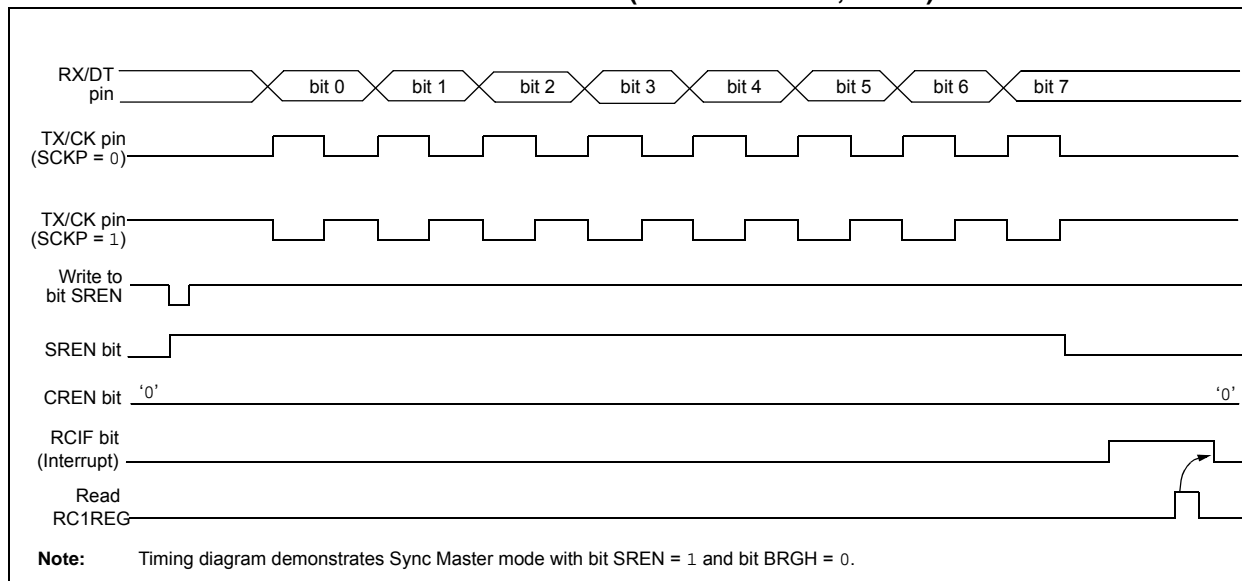 RX/DT
pin
bit 0
bit 1
bit 2
bit 3
bit 4
bit 5
bit 6
bit 7
TX/CK pin
(SCKP = 0)
TX/CK pin
(SCKP = 1)
Write to
bit SREN
SREN bit
CREN bit
‘0’
‘0’
RCIF bit
(Interrupt)
Read
RC1REG
Note: Timing diagram demonstrates Sync Master mode with bit SREN = 1 and bit BRGH = 0.